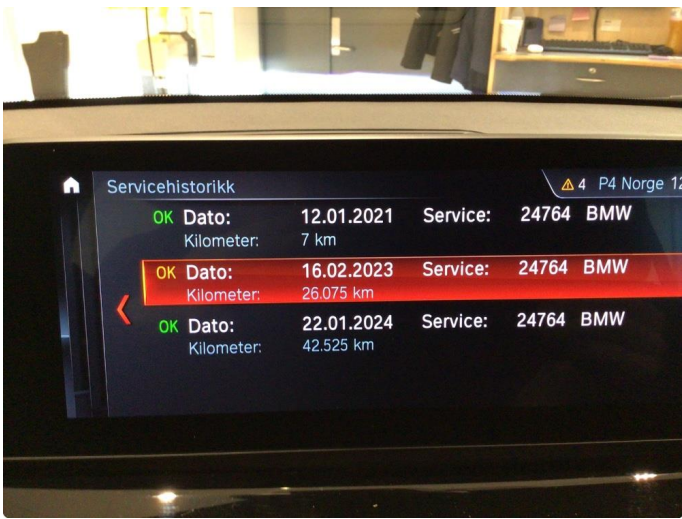 Servicehistorikk 4 P4 Norge 12
OK Dato: 12.01.2021 Service: 24764 BMW
Kilometer: 7 km
OK Dato: 16.02.2023 Service: 24764 BMW
Kilometer: 26.075 km
OK Dato: 22.01.2024 Service: 24764 BMW
Kilometer: 42.525 km